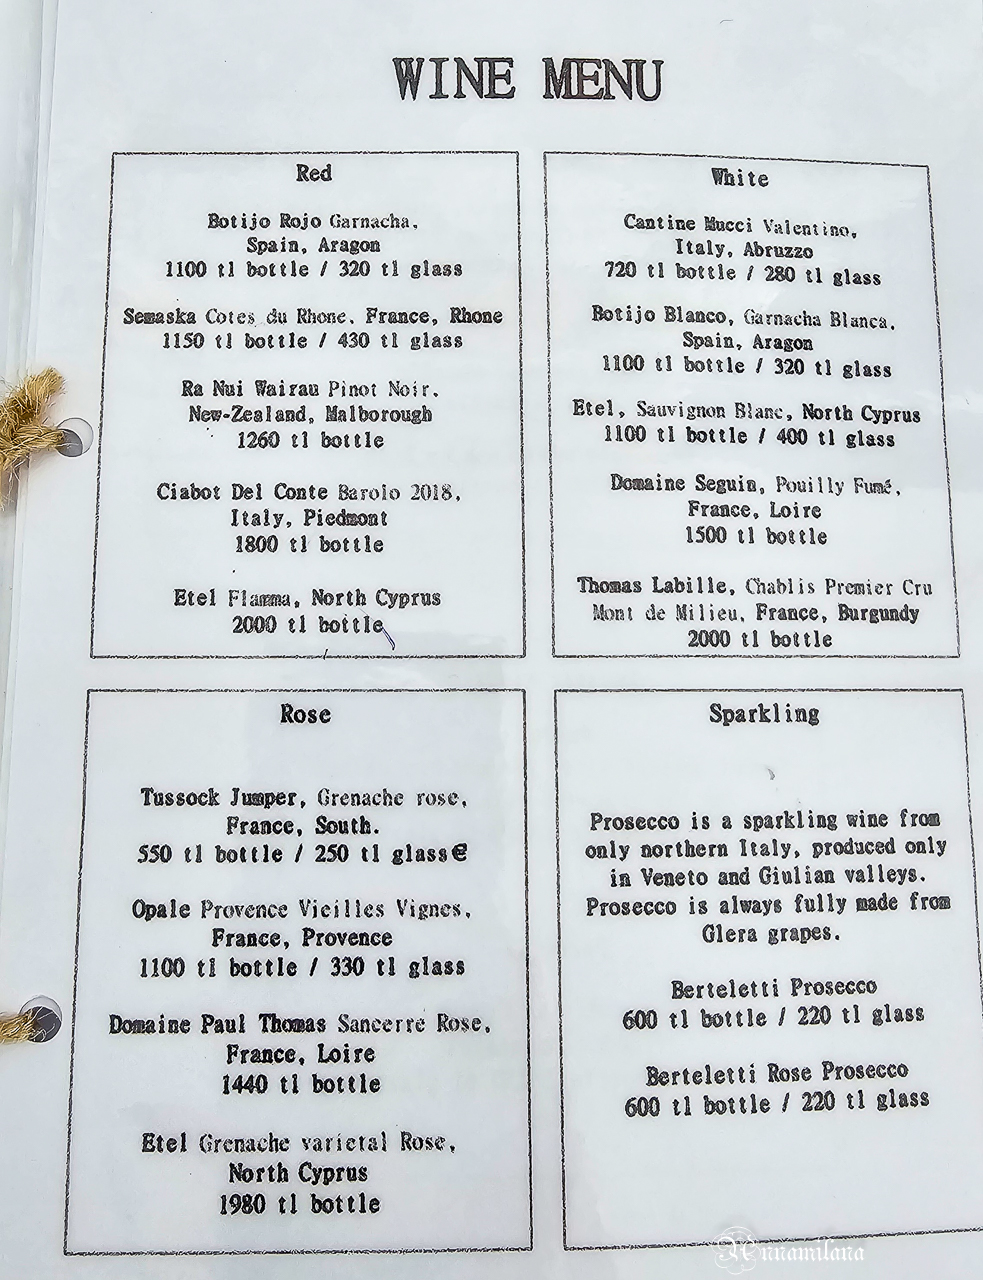 WINE MENU
Red
Botijo Rojo Garnacha,
Spain, Aragon
1100 tl bottle / 320 tl glass
Semaska Cotes du Rhone, France, Rhone
1150 tl bottle / 430 tl glass
Ra Nui Wairau Pinot Noir,
New-Zealand, Malborough
1260 tl bottle
Ciabot Del Conte Barolo 2018,
Italy, Piedmont
1800 tl bottle
Etel Flamma, North Cyprus
2000 tl bottle
White
Cantine Mucci Valentino,
Italy, Abruzzo
720 tl bottle / 280 tl glass
Botijo Blanco, Garnacha Blanca,
Spain, Aragon
1100 tl bottle / 320 tl glass
Etel, Sauvignon Blanc, North Cyprus
1100 tl bottle / 400 tl glass
Domaine Seguin, Pouilly Fumé,
France, Loire
1500 tl bottle
Thomas Labille, Chablis Premier Cru
Mont de Milieu, France, Burgundy
2000 tl bottle
Rose
Tussock Jumper, Grenache rose,
France, South.
550 tl bottle / 250 tl glasse
Opale Provence Vieilles Vignes,
France, Provence
1100 tl bottle / 330 tl glass
Domaine Paul Thomas Sancerre Rose,
France, Loire
1440 tl bottle
Etel Grenache varietal Rose,
North Cyprus
1980 tl bottle
Sparkling
Prosecco is a sparkling wine from
only northern Italy, produced only
in Veneto and Giulian valleys.
Prosecco is always fully made from
Glera grapes.
Berteletti Prosecco
600 tl bottle / 220 tl glass
Berteletti Rose Prosecco
600 tl bottle / 220 tl glass
Annamilana